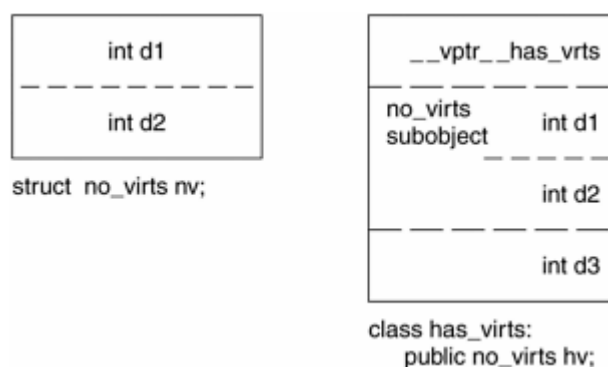 int d1
int d2
struct no_virts nv;
__vptr__has_vrts
no_virts
subobject
int d1
int d2
int d3
class has_virts:
public no_virts hv;